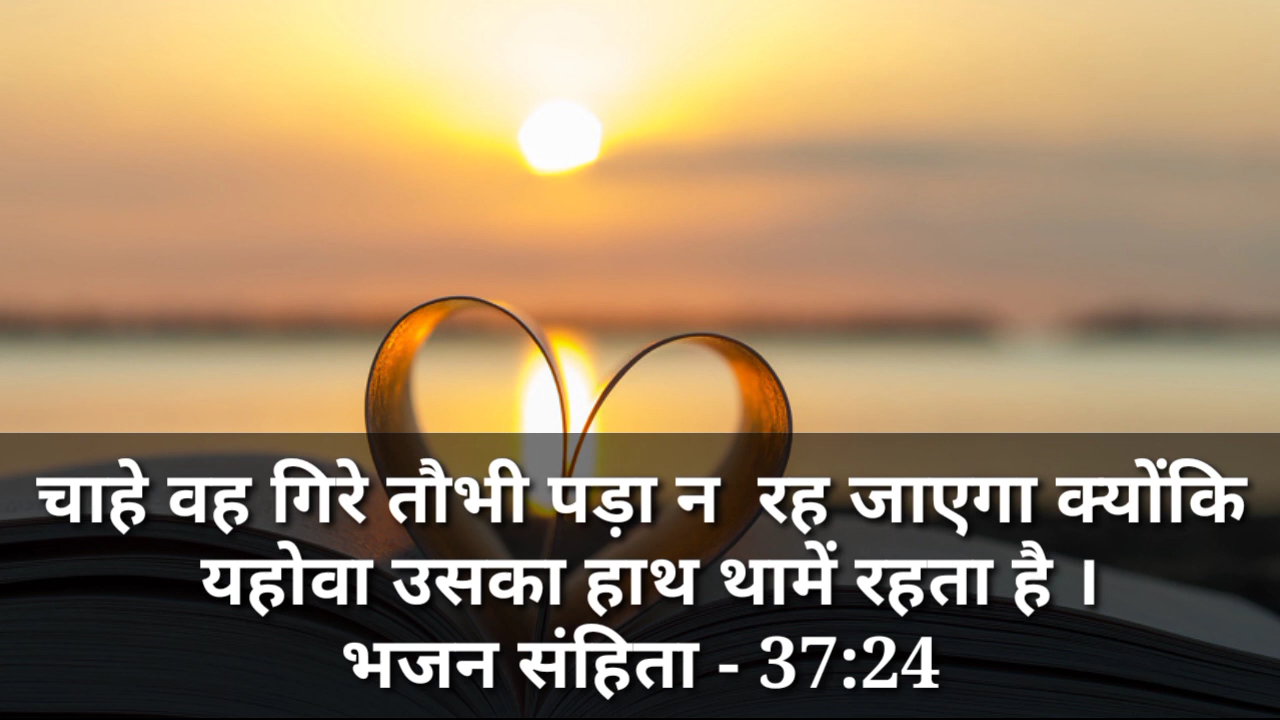 चाहे वह गिरे तौभी पड़ा न रह जाएगा क्योंकि
यहोवा उसका हाथ थामें रहता है ।
भजन संहिता - 37:24